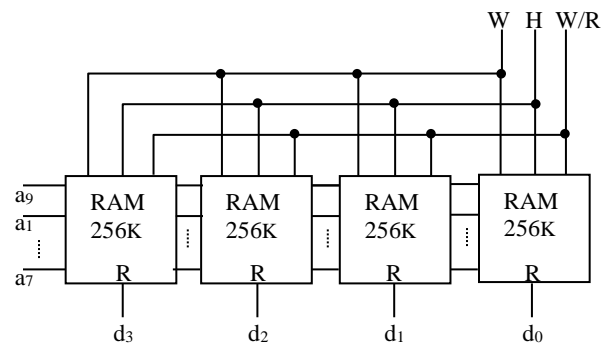 W H W/R
RAM RAM RAM RAM
256K 256K 256K 256K
a₉
a₁
a₇
R R R R
d₃ d₂ d₁ d₀